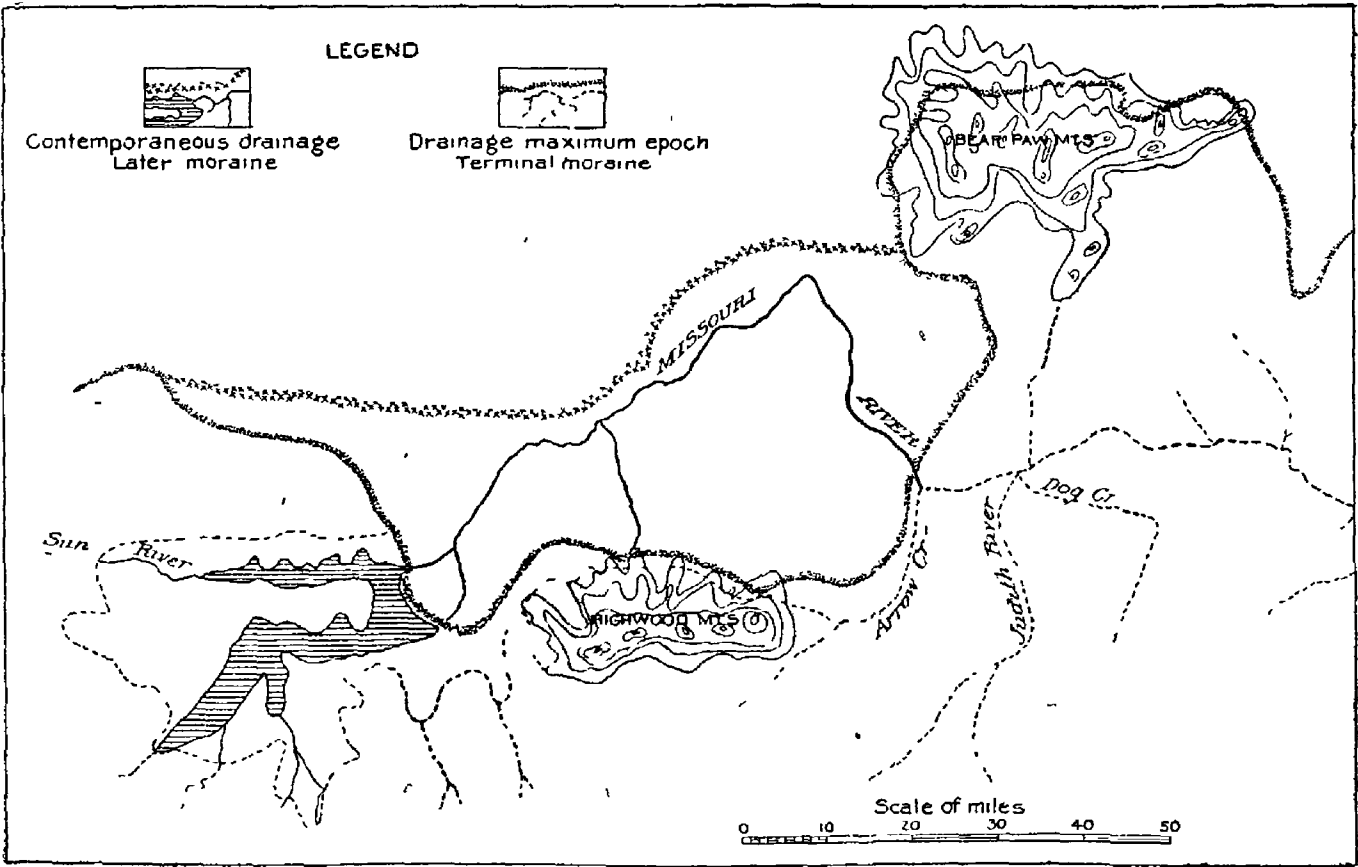 LEGEND
Contemporaneous drainage
Later moraine
Drainage maximum epoch
Terminal moraine
BEAR PAW MTS
MISSOURI
RIVER
Sun River
Dog Cr
Arrow Cr
Judith River
HIGHWOOD MTS
Scale of miles
0 10 20 30 40 50